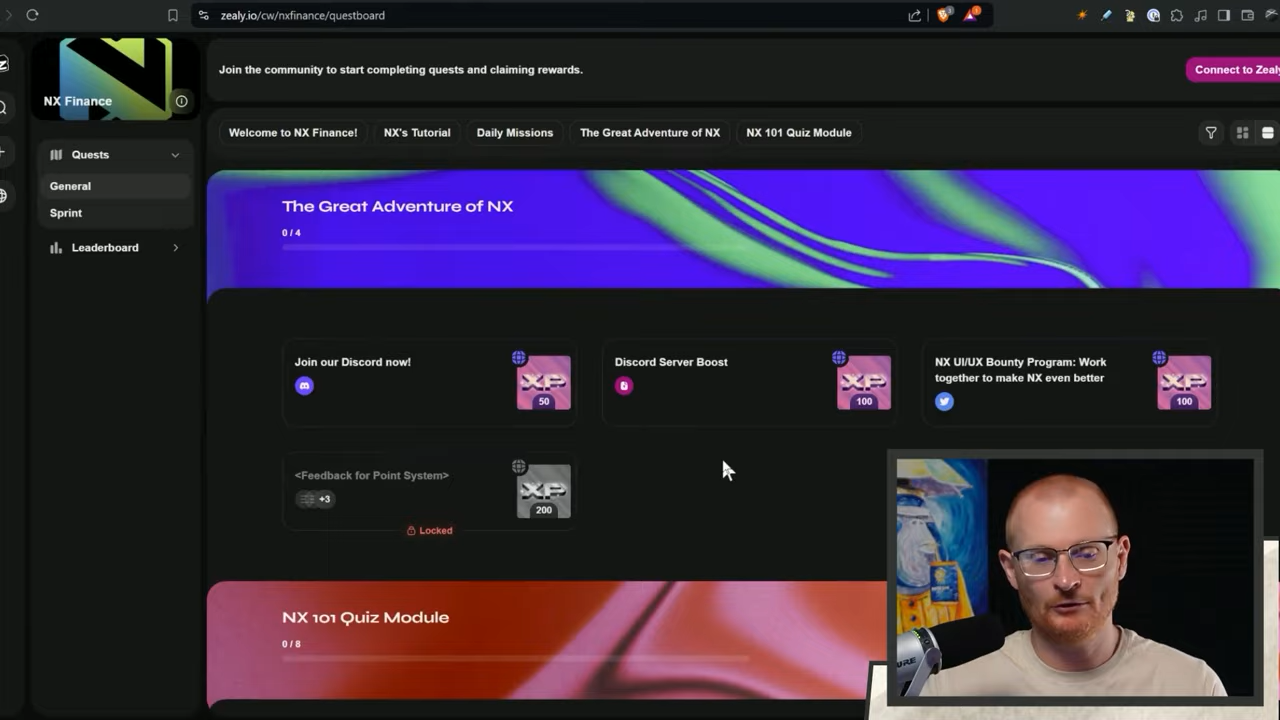 zealy.io/cw/nxfinance/questboard
NX Finance
Join the community to start completing quests and claiming rewards.
Connect to Zealy
Welcome to NX Finance!
NX's Tutorial
Daily Missions
The Great Adventure of NX
NX 101 Quiz Module
Quests
General
Sprint
Leaderboard
The Great Adventure of NX
0 / 4
Join our Discord now!
XP
50
Discord Server Boost
XP
100
NX UI/UX Bounty Program: Work
together to make NX even better
XP
100
<Feedback for Point System>
+3
XP
200
Locked
NX 101 Quiz Module
0 / 8